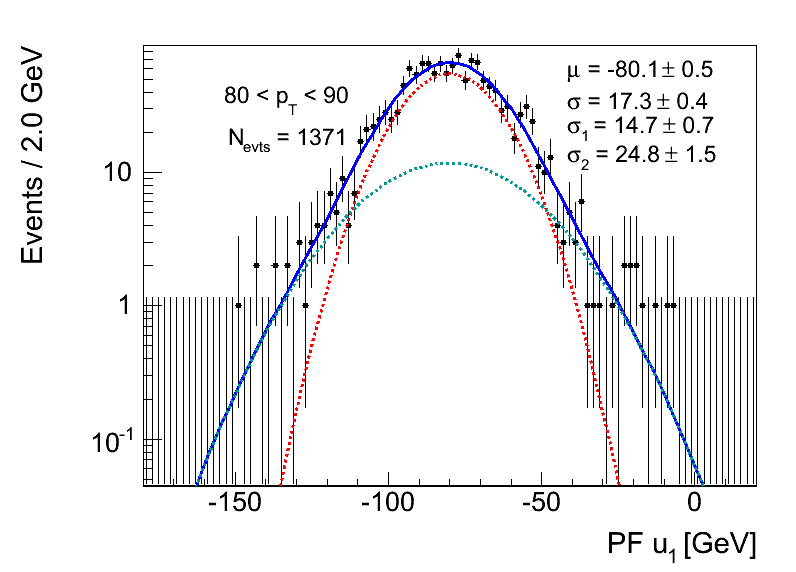 Events / 2.0 GeV
80 < p_T < 90
N_evts = 1371
μ = -80.1 ± 0.5
σ = 17.3 ± 0.4
σ_1 = 14.7 ± 0.7
σ_2 = 24.8 ± 1.5
10
1
10^-1
-150 -100 -50 0
PF u_1 [GeV]